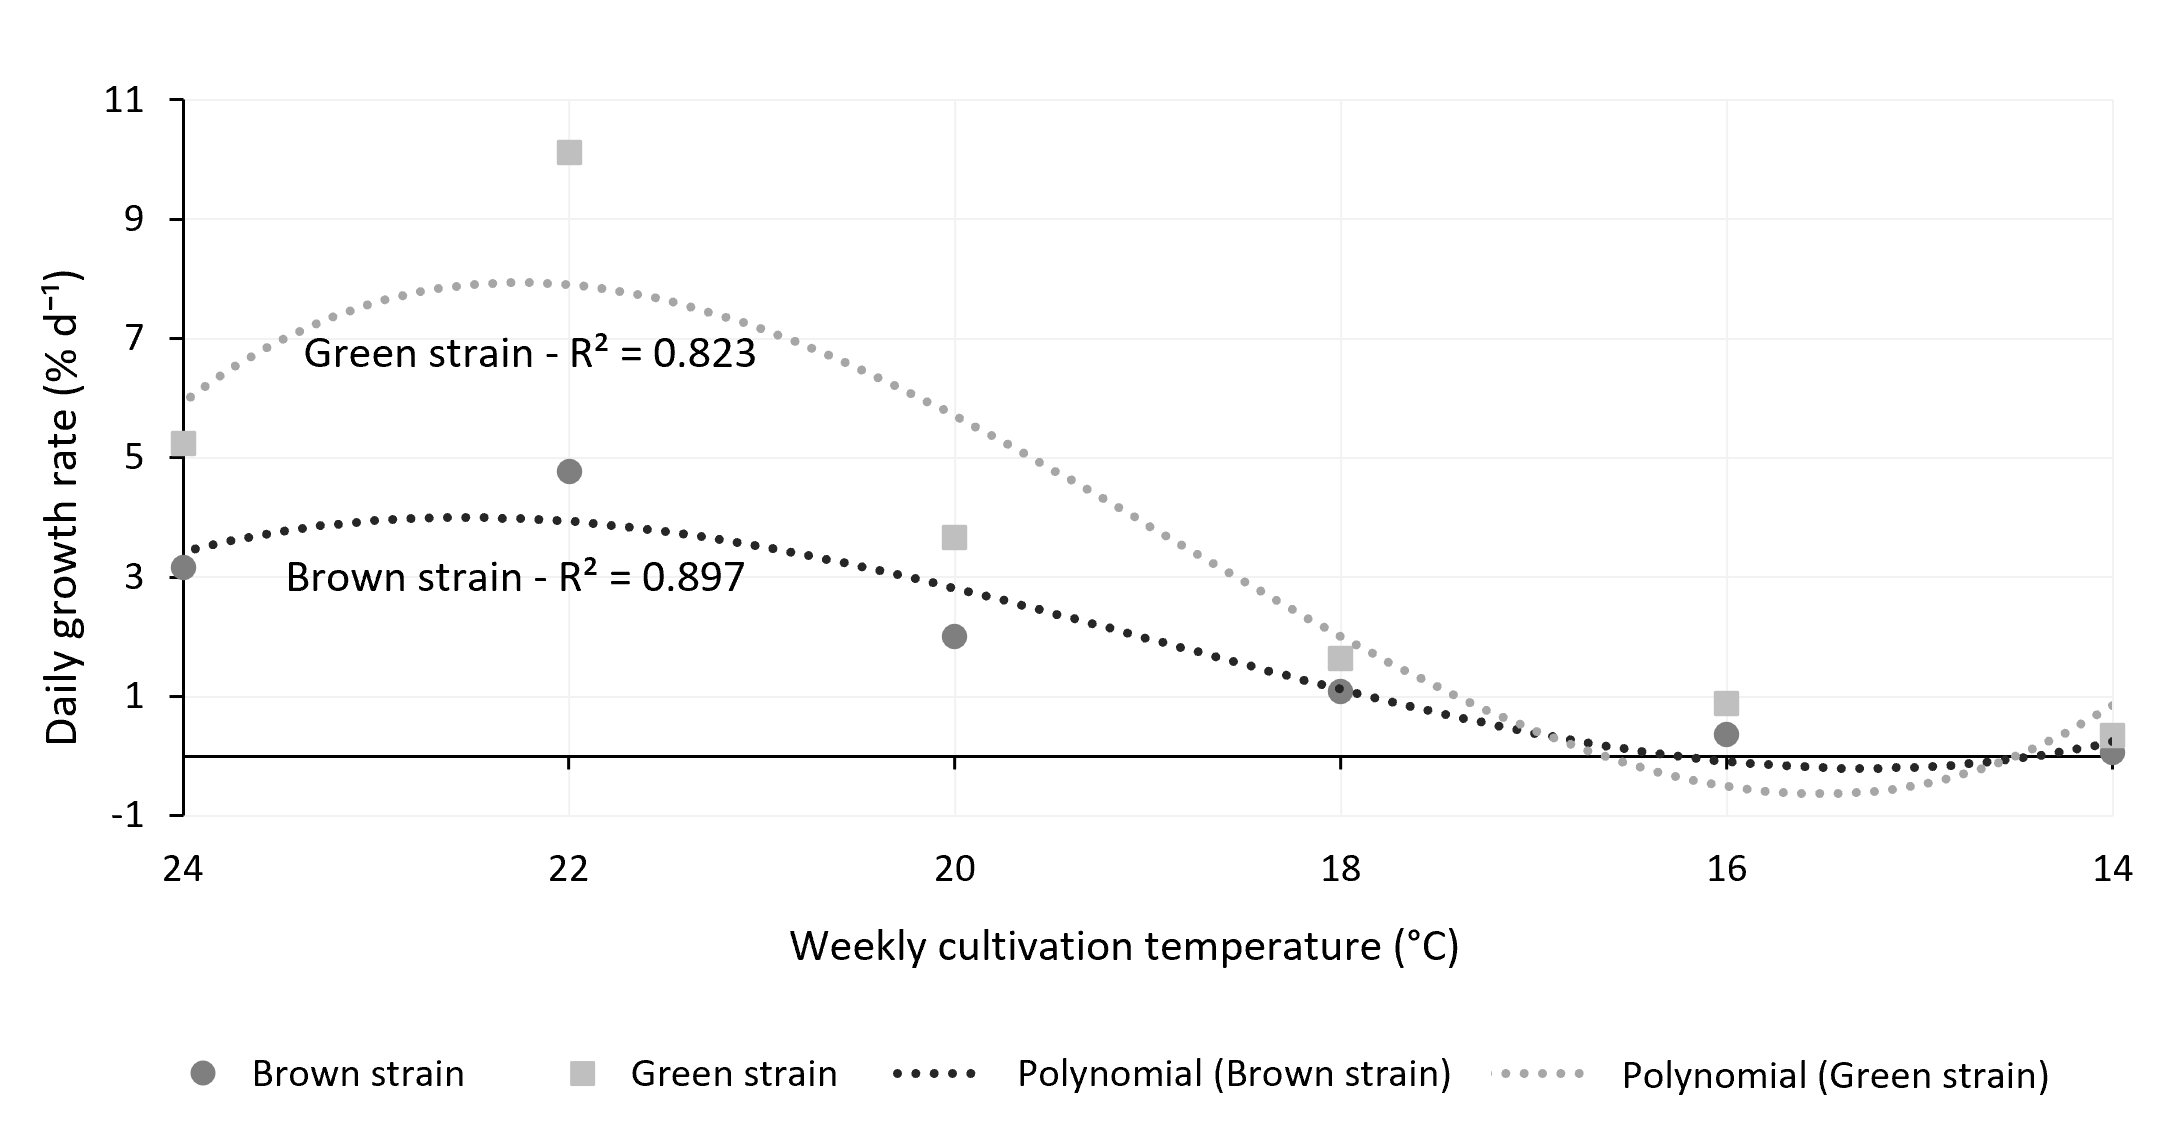 11
9
7
5
3
1
-1
Daily growth rate (% d⁻¹)
Green strain - R² = 0.823
Brown strain - R² = 0.897
24 22 20 18 16 14
Weekly cultivation temperature (°C)
Brown strain Green strain Polynomial (Brown strain) Polynomial (Green strain)